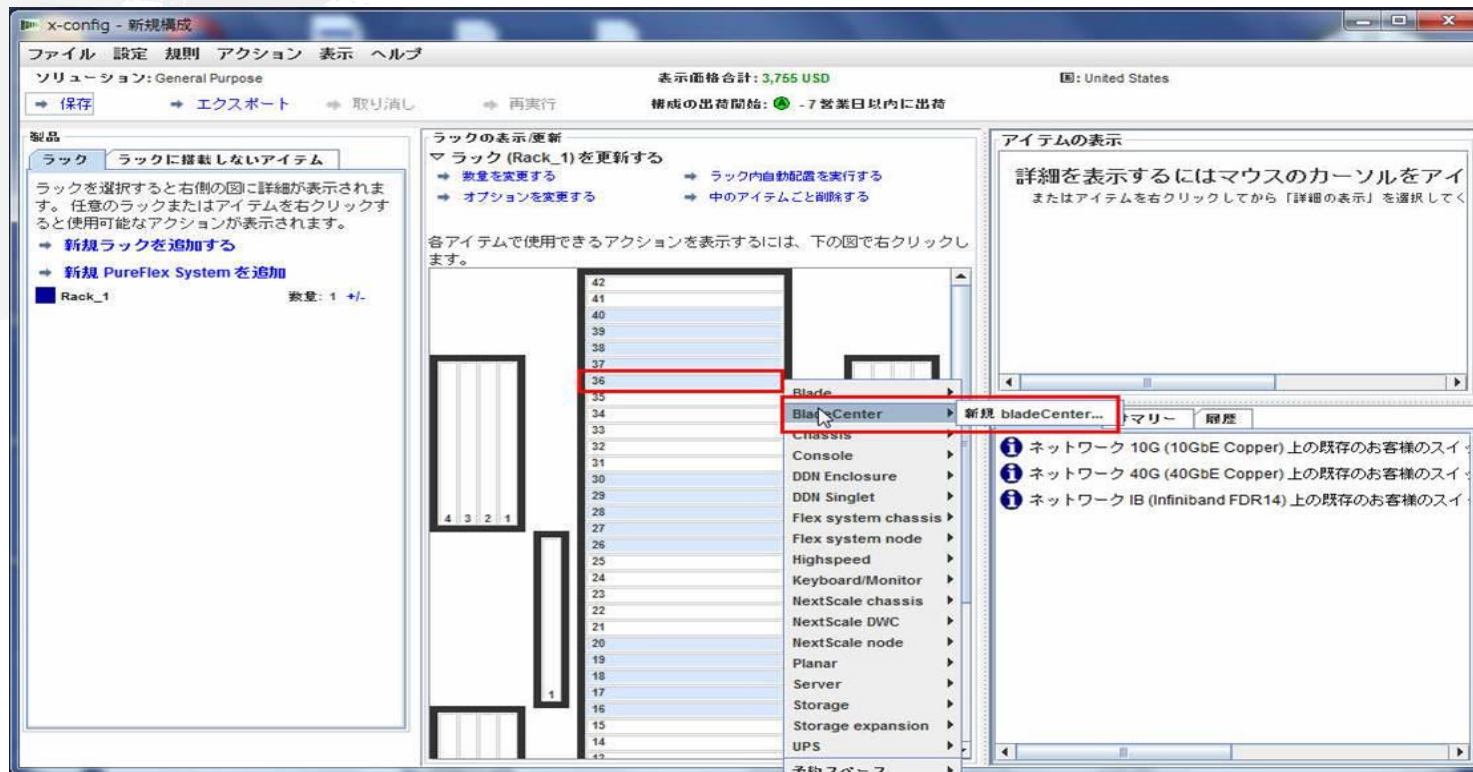 x-config - 新規構成
ファイル 設定 規則 アクション 表示 ヘルプ
ソリューション: General Purpose
表示価格合計: 3,755 USD
国: United States
保存
エクスポート
取り消し
再実行
構成の出荷開始: - 7 営業日以内に出荷
製品
ラック
ラックに搭載しないアイテム
ラックを選択すると右側の図に詳細が表示されま
す。 任意のラックまたはアイテムを右クリックす
ると使用可能なアクションが表示されます。
新規ラックを追加する
新規 PureFlex System を追加
Rack_1
数量: 1 +/-
ラックの表示/更新
ラック (Rack_1) を更新する
数量を変更する
ラック内自動配置を実行する
オプションを変更する
中のアイテムごと削除する
各アイテムで使用できるアクションを表示するには、下の図で右クリックし
ます。
42
41
40
39
38
37
36
35
34
33
32
31
30
29
28
27
26
25
24
23
22
21
20
19
18
17
16
15
14
4 3 2 1
1
Blade
BladeCenter
新規 bladeCenter...
Chassis
Console
DDN Enclosure
DDN Singlet
Flex system chassis
Flex system node
Highspeed
Keyboard/Monitor
NextScale chassis
NextScale DWC
NextScale node
Planar
Server
Storage
Storage expansion
UPS
予約スペース
アイテムの表示
詳細を表示するにはマウスのカーソルをアイ
またはアイテムを右クリックしてから「詳細の表示」を選択してく
マリー
履歴
ネットワーク 10G (10GbE Copper) 上の既存のお客様のスイ
ネットワーク 40G (40GbE Copper) 上の既存のお客様のスイ
ネットワーク IB (Infiniband FDR14) 上の既存のお客様のスイ